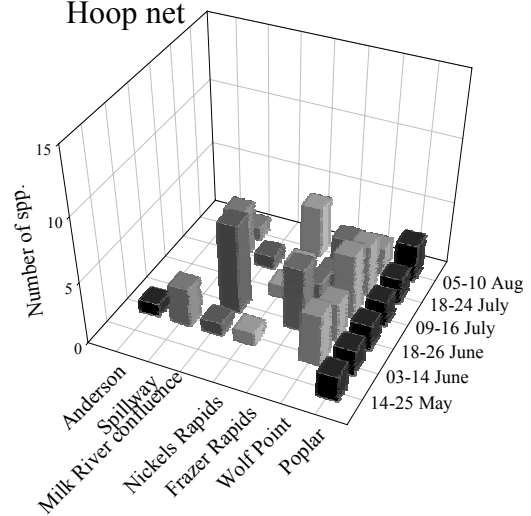 Hoop net
15
10
5
0
Number of spp.
Anderson
Spillway
Milk River confluence
Nickels Rapids
Frazer Rapids
Wolf Point
Poplar
05-10 Aug
18-24 July
09-16 July
18-26 June
03-14 June
14-25 May